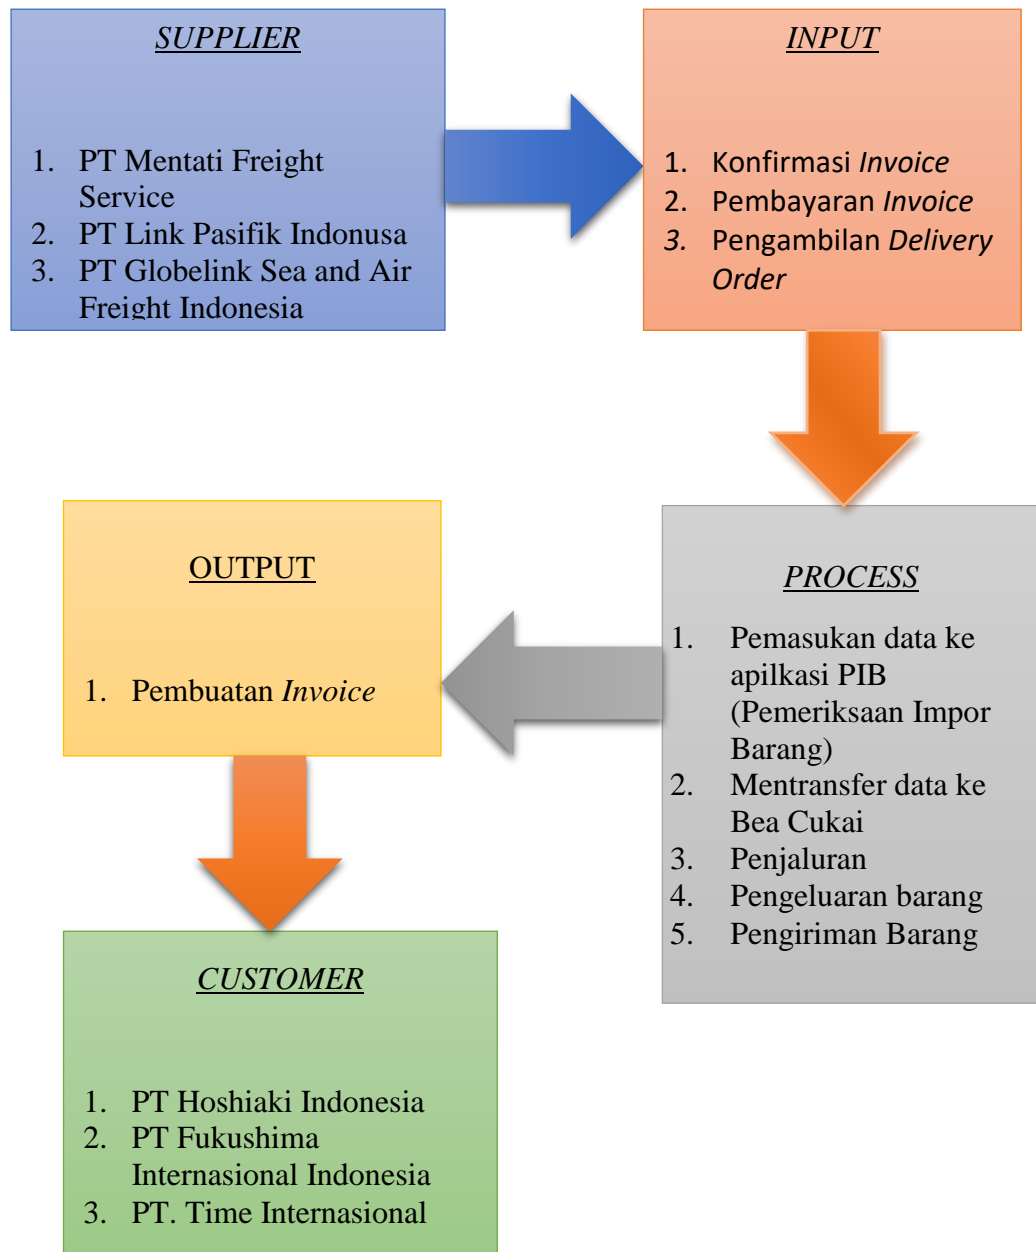 SUPPLIER
1. PT Mentati Freight
Service
2. PT Link Pasifik Indonusa
3. PT Globelink Sea and Air
Freight Indonesia
INPUT
1. Konfirmasi Invoice
2. Pembayaran Invoice
3. Pengambilan Delivery
Order
PROCESS
1. Pemasukan data ke
apilkasi PIB
(Pemeriksaan Impor
Barang)
2. Mentransfer data ke
Bea Cukai
3. Penjaluran
4. Pengeluaran barang
5. Pengiriman Barang
OUTPUT
1. Pembuatan Invoice
CUSTOMER
1. PT Hoshiaki Indonesia
2. PT Fukushima
Internasional Indonesia
3. PT. Time Internasional